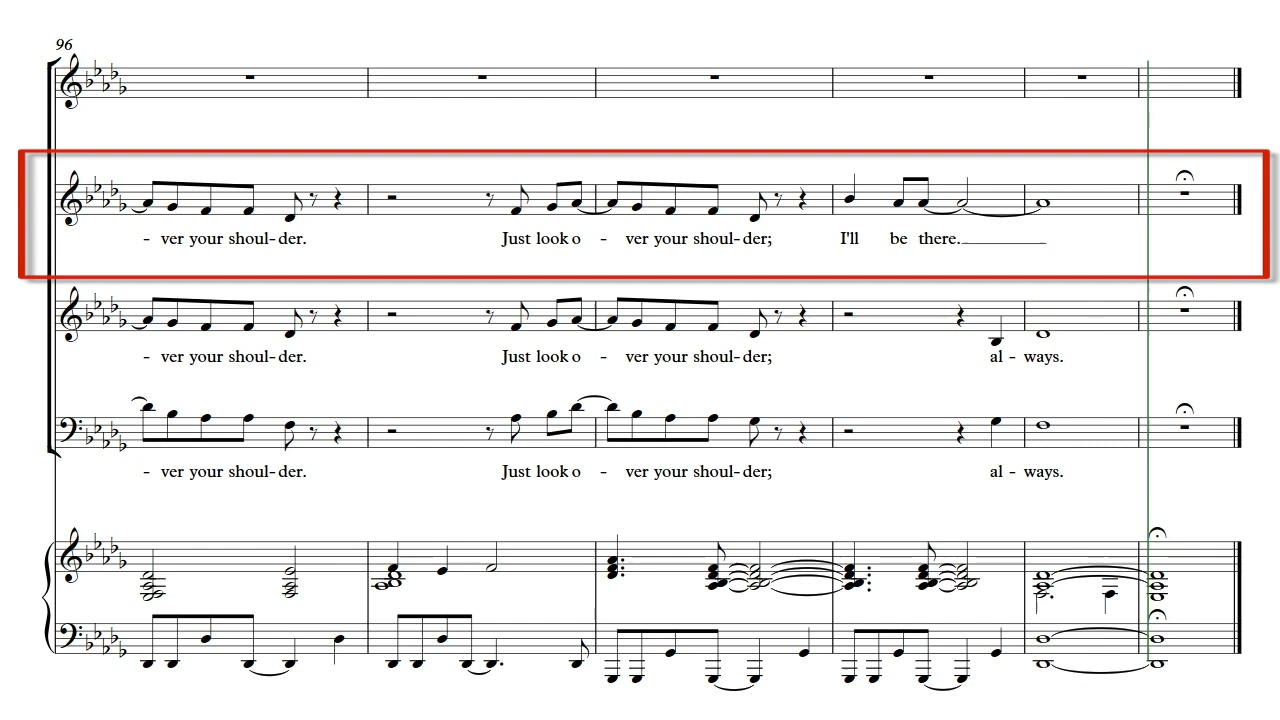 96
- ver your shoul-der. Just look o - ver your shoul-der; I'll be there.
- ver your shoul-der. Just look o - ver your shoul-der; al - ways.
- ver your shoul-der. Just look o - ver your shoul-der; al - ways.